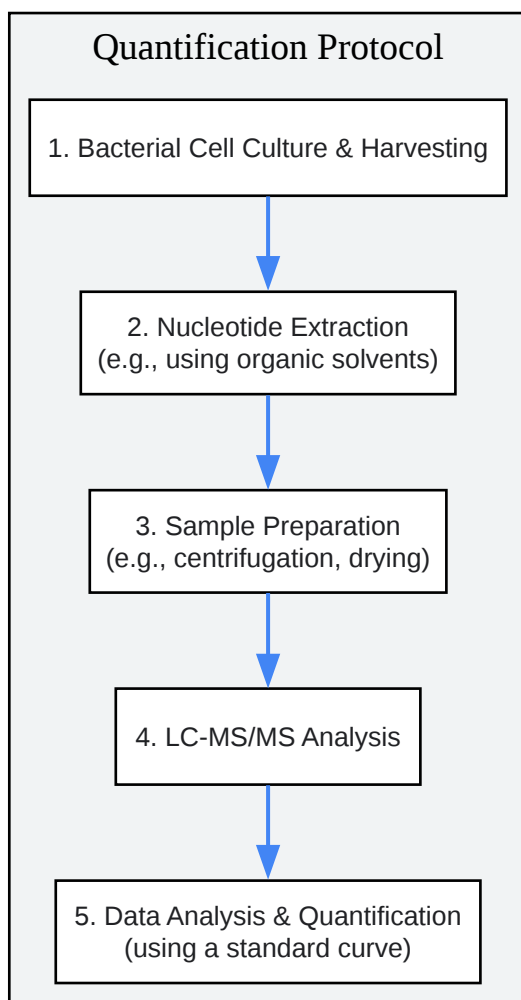 Quantification Protocol
1. Bacterial Cell Culture & Harvesting
2. Nucleotide Extraction
(e.g., using organic solvents)
3. Sample Preparation
(e.g., centrifugation, drying)
4. LC-MS/MS Analysis
5. Data Analysis & Quantification
(using a standard curve)